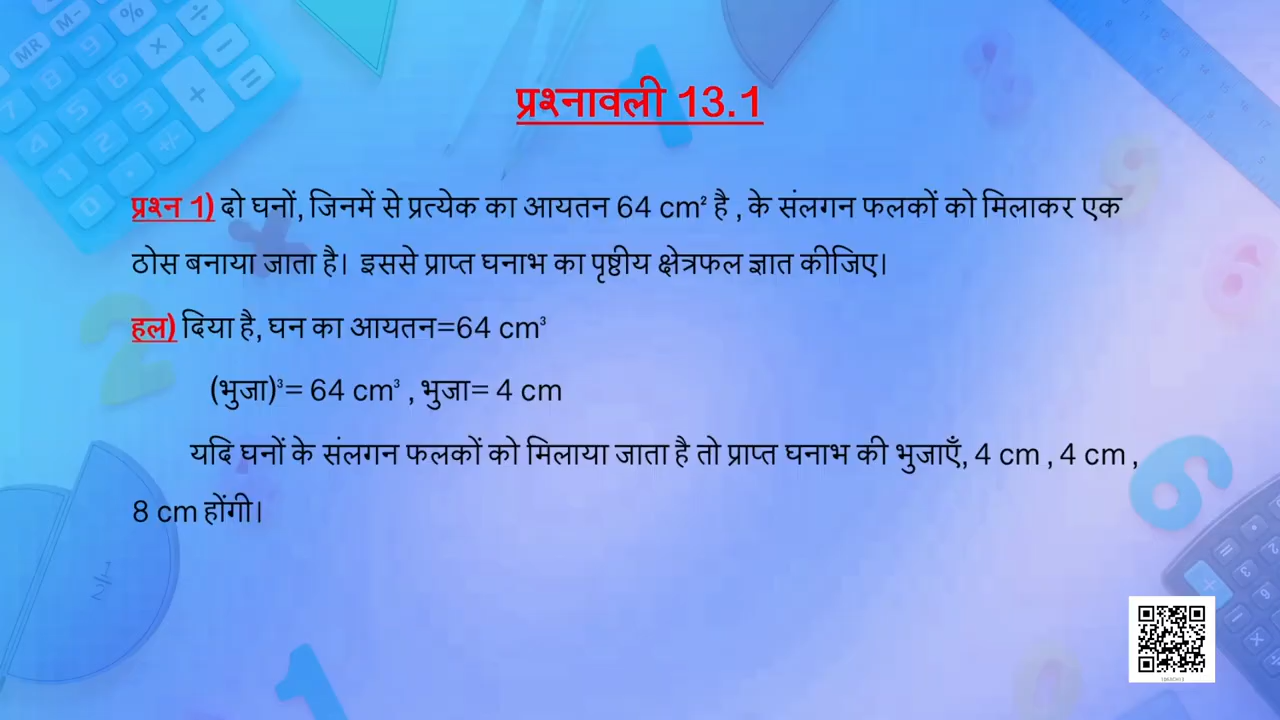 प्रश्नावली 13.1
प्रश्न 1) दो घनों, जिनमें से प्रत्येक का आयतन 64 cm² है , के संलगन फलकों को मिलाकर एक
ठोस बनाया जाता है। इससे प्राप्त घनाभ का पृष्ठीय क्षेत्रफल ज्ञात कीजिए।
हल) दिया है, घन का आयतन=64 cm³
(भुजा)³= 64 cm³ , भुजा= 4 cm
यदि घनों के संलगन फलकों को मिलाया जाता है तो प्राप्त घनाभ की भुजाएँ, 4 cm , 4 cm ,
8 cm होंगी।